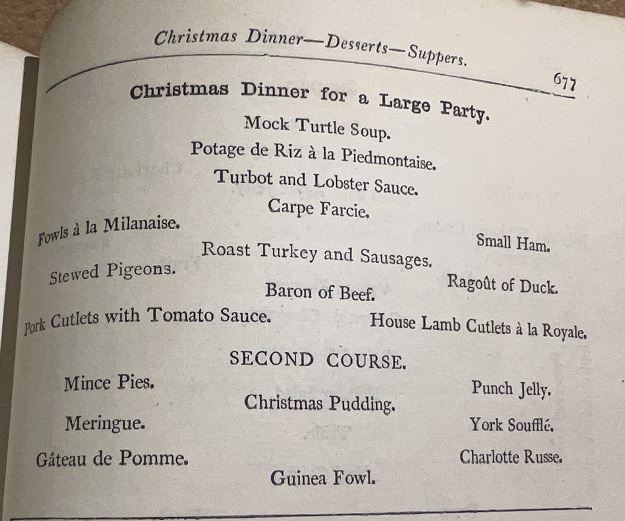 Christmas Dinner—Desserts—Suppers. 677
Christmas Dinner for a Large Party.
Mock Turtle Soup.
Potage de Riz à la Piedmontaise.
Turbot and Lobster Sauce.
Carpe Farcie.
Fowls à la Milanaise. Small Ham.
Roast Turkey and Sausages.
Stewed Pigeons. Ragoût of Duck.
Baron of Beef.
Pork Cutlets with Tomato Sauce. House Lamb Cutlets à la Royale.
SECOND COURSE.
Mince Pies. Punch Jelly.
Christmas Pudding.
Meringue. York Soufflé.
Gâteau de Pomme. Charlotte Russe.
Guinea Fowl.